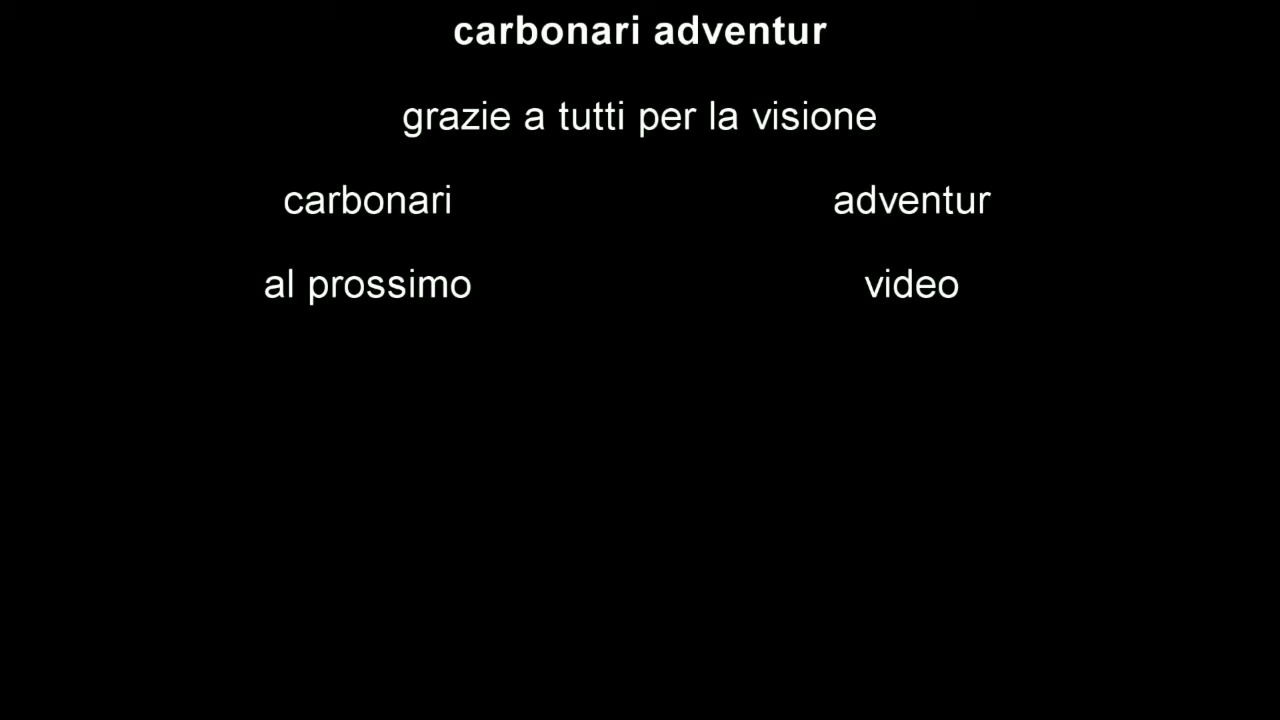 carbonari adventur
grazie a tutti per la visione
carbonari adventur
al prossimo video